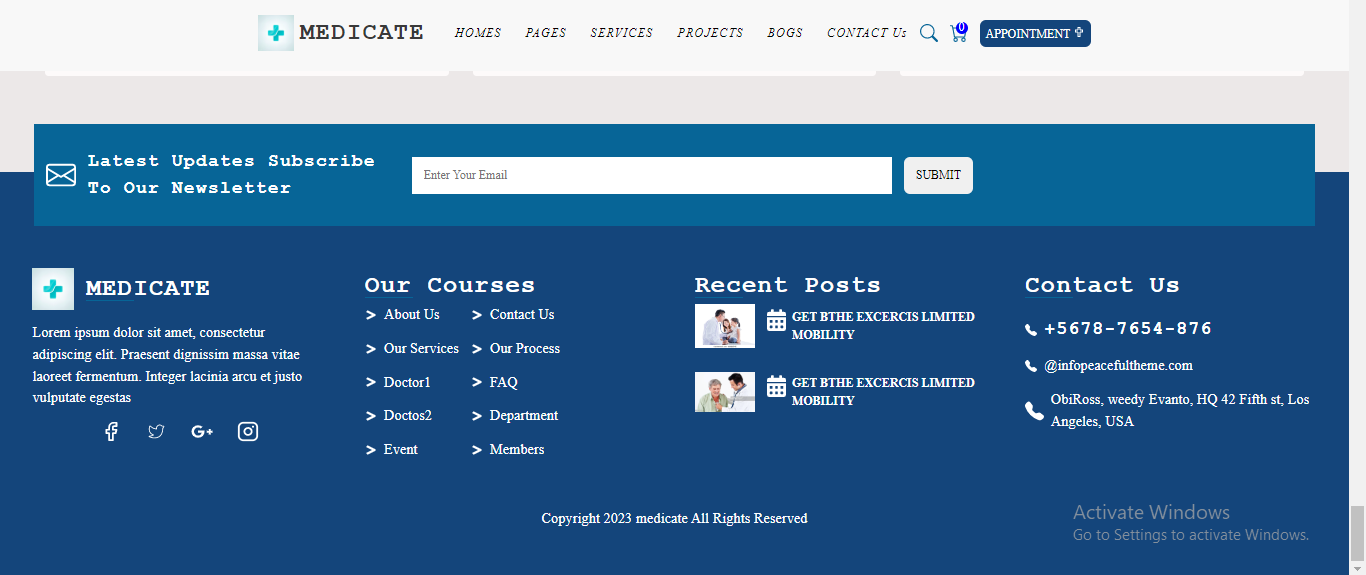 MEDICATE
HOMES
PAGES
SERVICES
PROJECTS
BOGS
CONTACT Us
0
APPOINTMENT
Latest Updates Subscribe
To Our Newsletter
Enter Your Email
SUBMIT
MEDICATE
Lorem ipsum dolor sit amet, consectetur
adipiscing elit. Praesent dignissim massa vitae
laoreet fermentum. Integer lacinia arcu et justo
vulputate egestas
Our Courses
> About Us
> Contact Us
> Our Services
> Our Process
> Doctor1
> FAQ
> Doctos2
> Department
> Event
> Members
Recent Posts
GET BTHE EXCERCIS LIMITED
MOBILITY
GET BTHE EXCERCIS LIMITED
MOBILITY
Contact Us
+5678-7654-876
@infopeacefultheme.com
ObiRoss, weedy Evanto, HQ 42 Fifth st, Los
Angeles, USA
Copyright 2023 medicate All Rights Reserved
Activate Windows
Go to Settings to activate Windows.